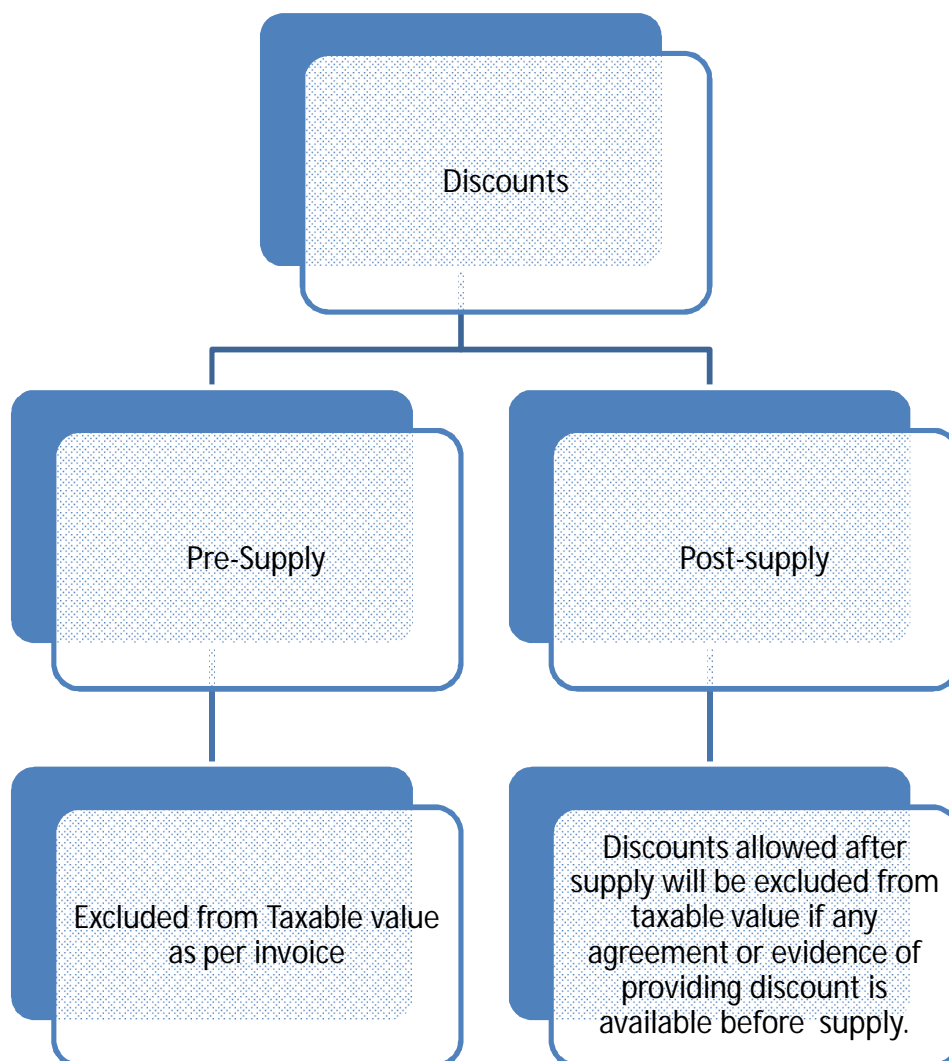 Discounts
Pre-Supply
Post-supply
Excluded from Taxable value
as per invoice
Discounts allowed after
supply will be excluded from
taxable value if any
agreement or evidence of
providing discount is
available before supply.